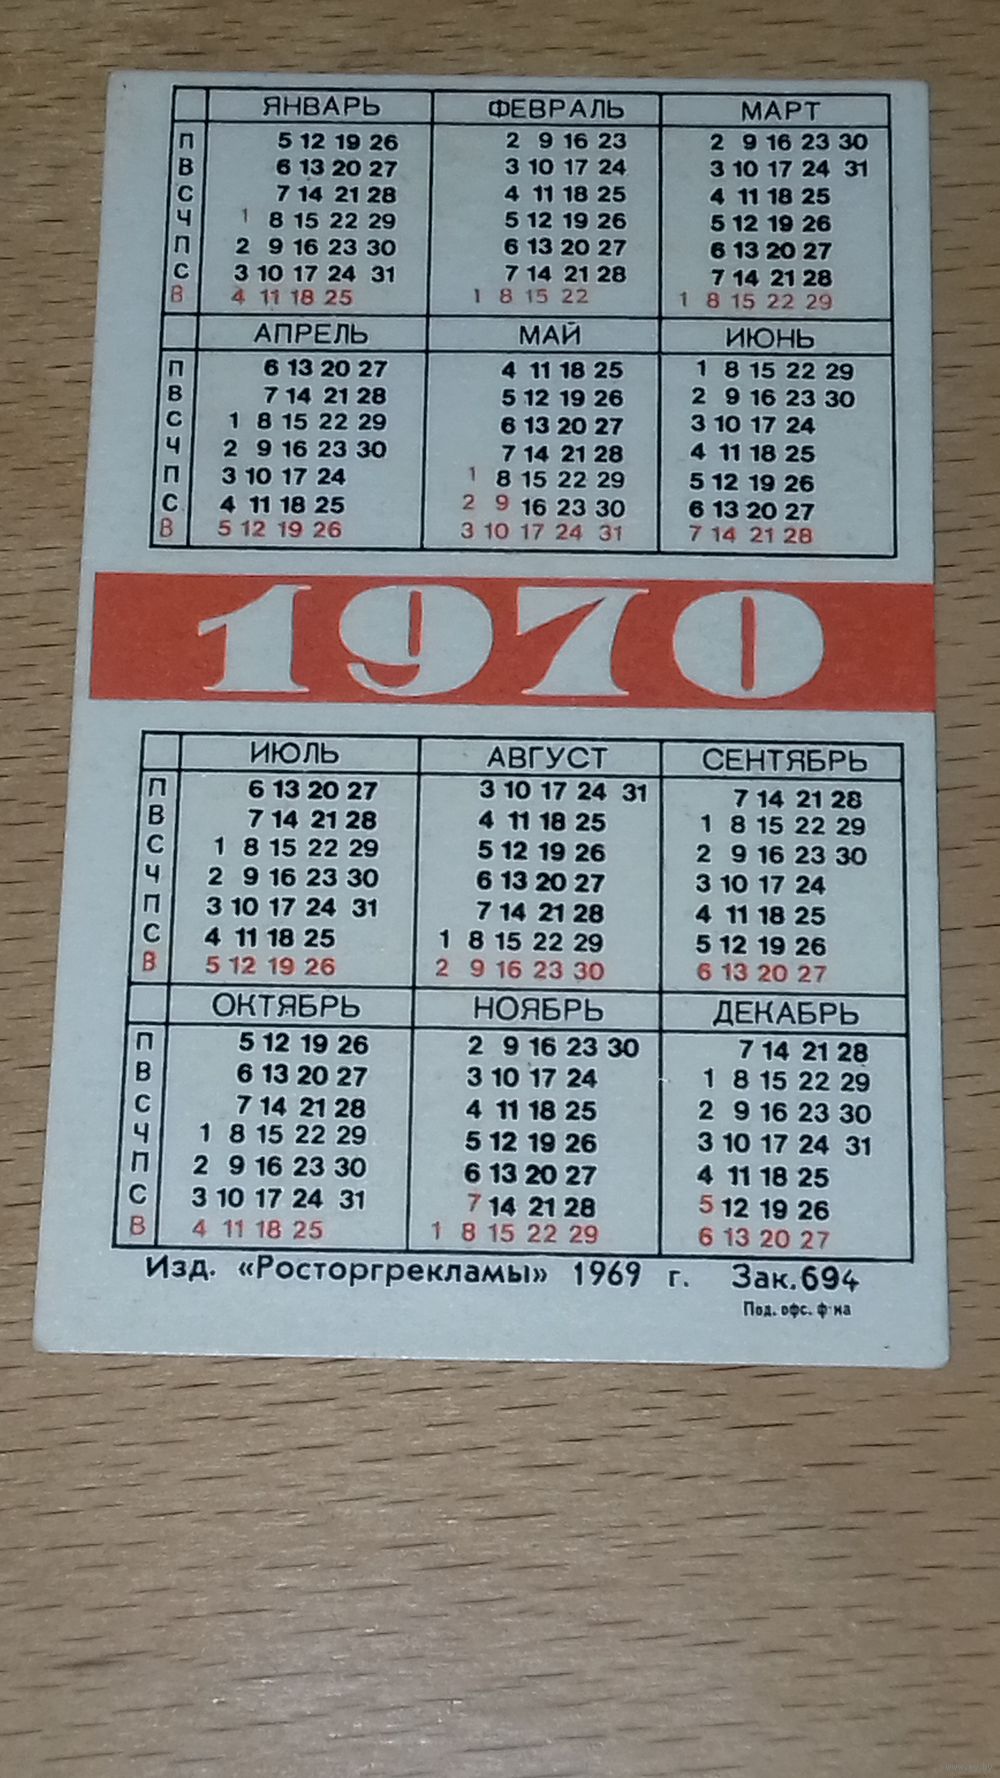 ЯНВАРЬ ФЕВРАЛЬ МАРТ
П 5 12 19 26 2 9 16 23 2 9 16 23 30
В 6 13 20 27 3 10 17 24 3 10 17 24 31
С 7 14 21 28 4 11 18 25 4 11 18 25
Ч 1 8 15 22 29 5 12 19 26 5 12 19 26
П 2 9 16 23 30 6 13 20 27 6 13 20 27
С 3 10 17 24 31 7 14 21 28 7 14 21 28
В 4 11 18 25 1 8 15 22 1 8 15 22 29
АПРЕЛЬ МАЙ ИЮНЬ
П 6 13 20 27 4 11 18 25 1 8 15 22 29
В 7 14 21 28 5 12 19 26 2 9 16 23 30
С 1 8 15 22 29 6 13 20 27 3 10 17 24
Ч 2 9 16 23 30 7 14 21 28 4 11 18 25
П 3 10 17 24 1 8 15 22 29 5 12 19 26
С 4 11 18 25 2 9 16 23 30 6 13 20 27
В 5 12 19 26 3 10 17 24 31 7 14 21 28
1970
ИЮЛЬ АВГУСТ СЕНТЯБРЬ
П 6 13 20 27 3 10 17 24 31 7 14 21 28
В 7 14 21 28 4 11 18 25 1 8 15 22 29
С 1 8 15 22 29 5 12 19 26 2 9 16 23 30
Ч 2 9 16 23 30 6 13 20 27 3 10 17 24
П 3 10 17 24 31 7 14 21 28 4 11 18 25
С 4 11 18 25 1 8 15 22 29 5 12 19 26
В 5 12 19 26 2 9 16 23 30 6 13 20 27
ОКТЯБРЬ НОЯБРЬ ДЕКАБРЬ
П 5 12 19 26 2 9 16 23 30 7 14 21 28
В 6 13 20 27 3 10 17 24 1 8 15 22 29
С 7 14 21 28 4 11 18 25 2 9 16 23 30
Ч 1 8 15 22 29 5 12 19 26 3 10 17 24 31
П 2 9 16 23 30 6 13 20 27 4 11 18 25
С 3 10 17 24 31 7 14 21 28 5 12 19 26
В 4 11 18 25 1 8 15 22 29 6 13 20 27
Изд. «Росторгрекламы» 1969 г. Зак.694
Под. офс. ф-ка